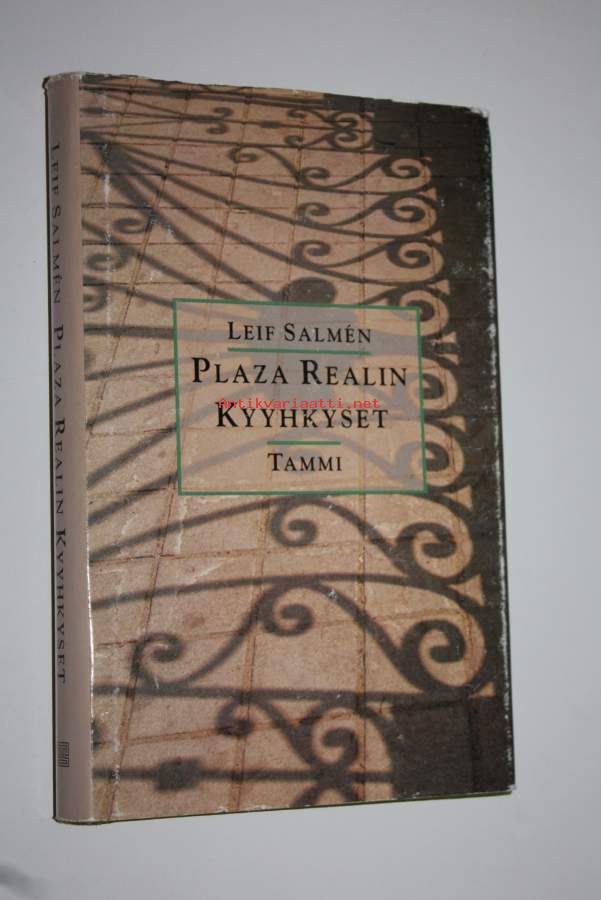 LEIF SALMÉN PLAZA REALIN KYYHKYSET
LEIF SALMÉN
PLAZA REALIN
Antikvariaatti.net
KYYHKYSET
TAMMI